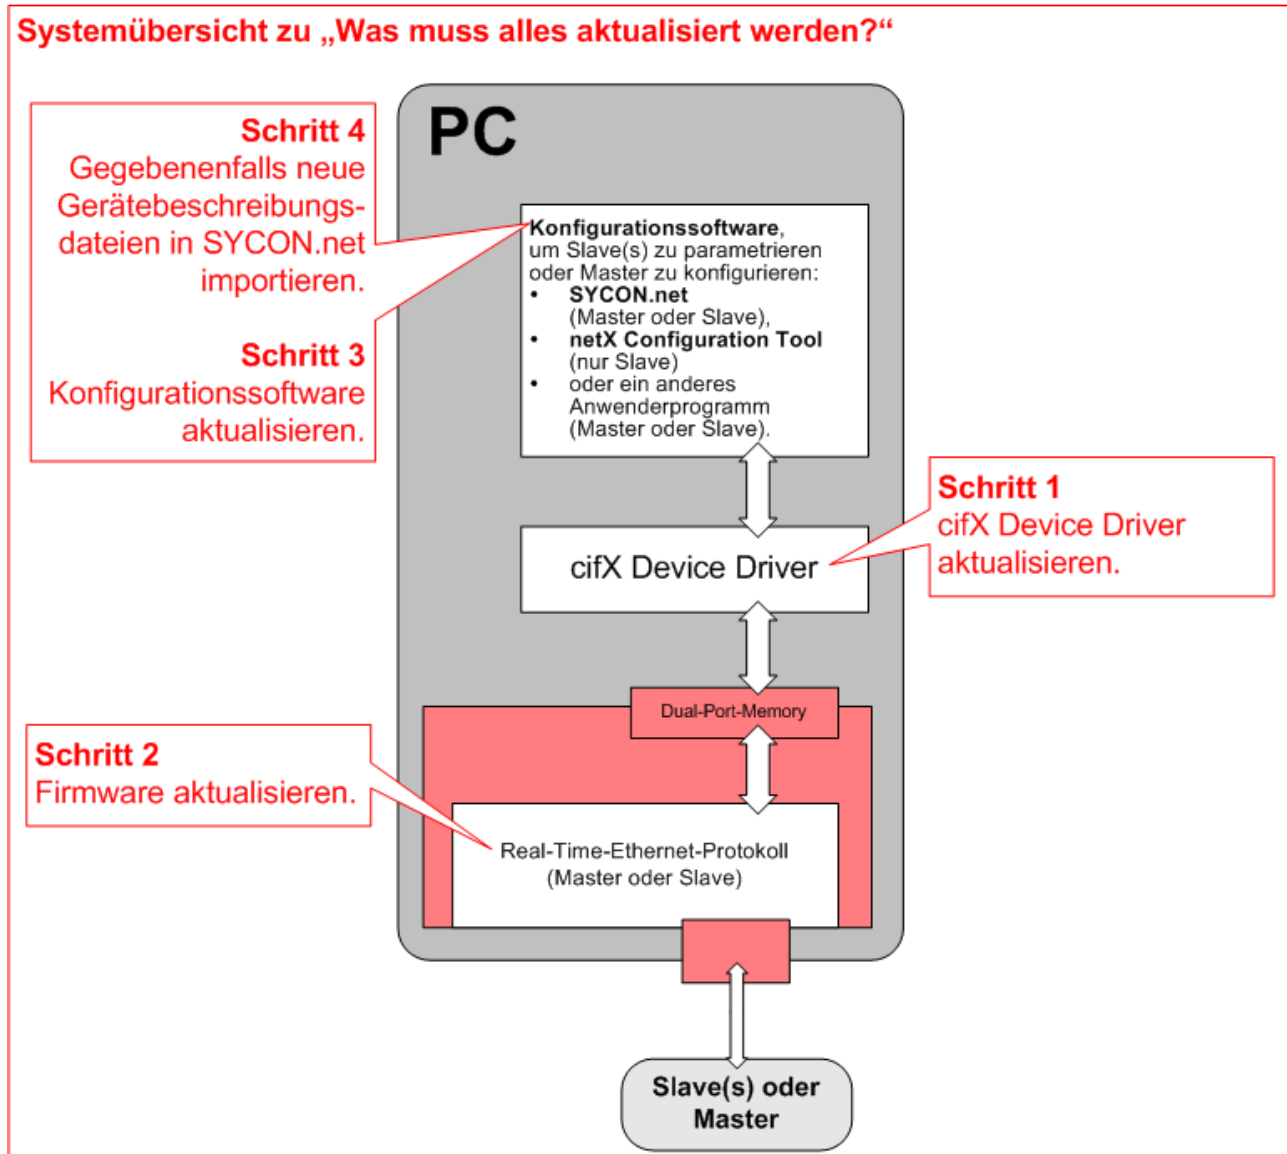 Systemübersicht zu „Was muss alles aktualisiert werden?“
PC
Schritt 4
Gegebenenfalls neue
Gerätebeschreibungs-
dateien in SYCON.net
importieren.
Schritt 3
Konfigurationssoftware
aktualisieren.
Konfigurationssoftware,
um Slave(s) zu parametrieren
oder Master zu konfigurieren:
• SYCON.net
(Master oder Slave),
• netX Configuration Tool
(nur Slave)
• oder ein anderes
Anwenderprogramm
(Master oder Slave).
Schritt 1
cifX Device Driver
aktualisieren.
cifX Device Driver
Dual-Port-Memory
Schritt 2
Firmware aktualisieren.
Real-Time-Ethernet-Protokoll
(Master oder Slave)
Slave(s) oder
Master